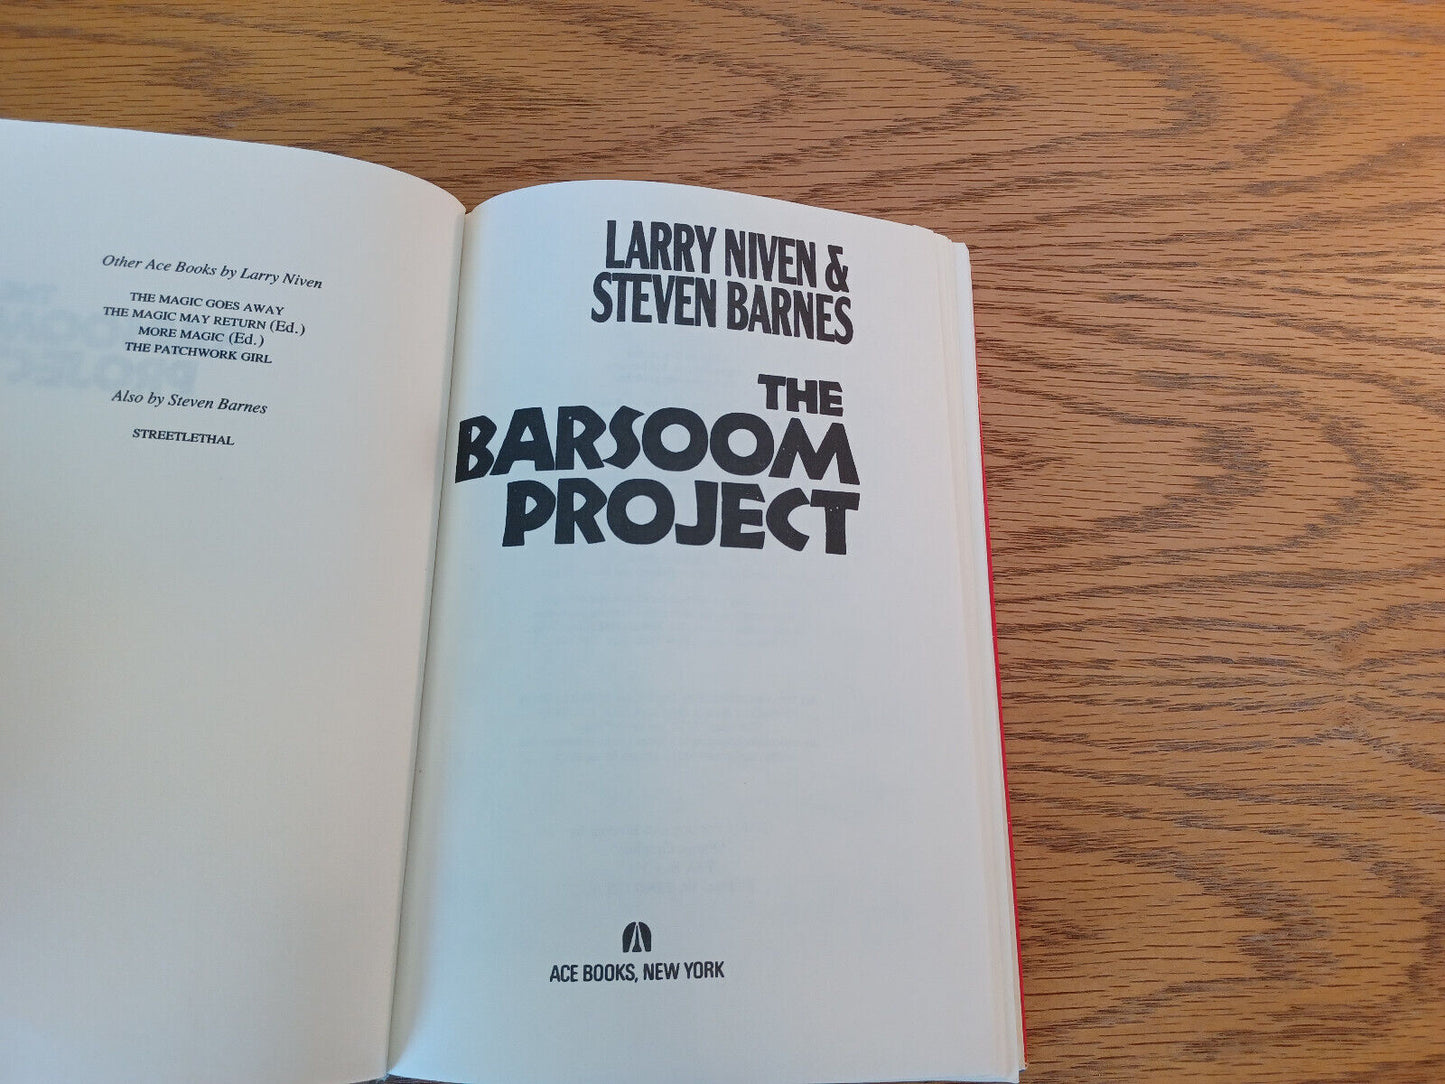 Other Ace Books by Larry Niven
THE MAGIC GOES AWAY
THE MAGIC MAY RETURN (Ed.)
MORE MAGIC (Ed.)
THE PATCHWORK GIRL
Also by Steven Barnes
STREETLETHAL
LARRY NIVEN &
STEVEN BARNES
THE
BARSOOM
PROJECT
ACE BOOKS, NEW YORK